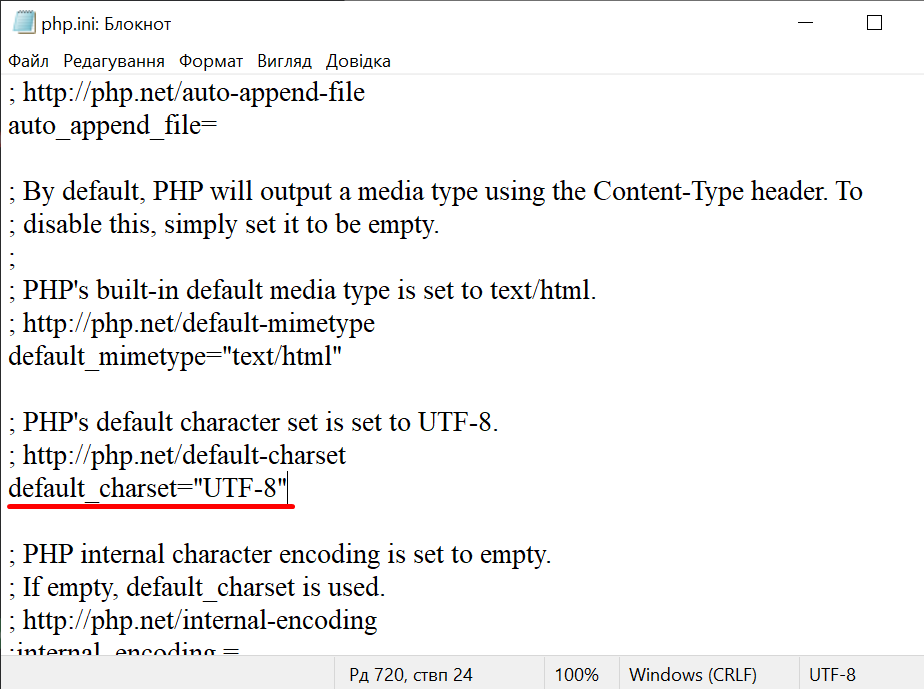 php.ini: Блокнот
Файл Редагування Формат Вигляд Довідка
; http://php.net/auto-append-file
auto_append_file=
; By default, PHP will output a media type using the Content-Type header. To
; disable this, simply set it to be empty.
;
; PHP's built-in default media type is set to text/html.
; http://php.net/default-mimetype
default_mimetype="text/html"
; PHP's default character set is set to UTF-8.
; http://php.net/default-charset
default_charset="UTF-8"
; PHP internal character encoding is set to empty.
; If empty, default_charset is used.
; http://php.net/internal-encoding
;internal_encoding =
Рд 720, ствп 24 100% Windows (CRLF) UTF-8